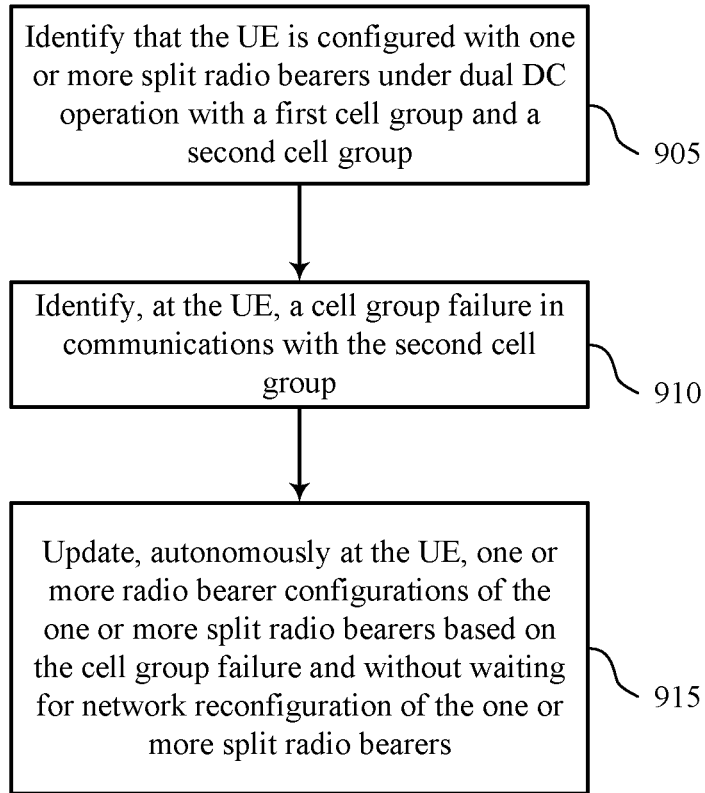 Identify that the UE is configured with one
or more split radio bearers under dual DC
operation with a first cell group and a
second cell group
905
Identify, at the UE, a cell group failure in
communications with the second cell
group
910
Update, autonomously at the UE, one or
more radio bearer configurations of the
one or more split radio bearers based on
the cell group failure and without waiting
for network reconfiguration of the one or
more split radio bearers
915